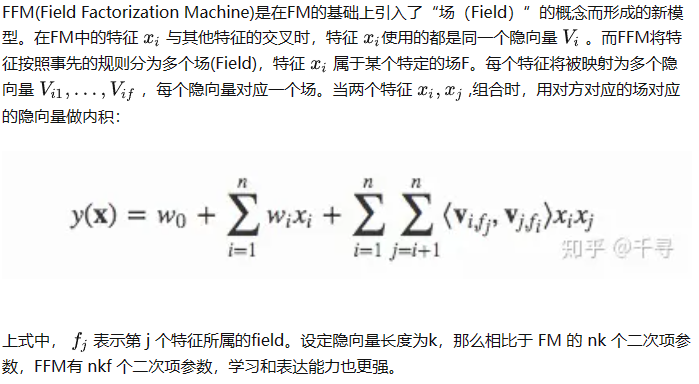 FFM(Field Factorization Machine)是在FM的基础上引入了“场（Field）”的概念而形成的新模
型。在FM中的特征 x_i 与其他特征的交叉时，特征 x_i使用的都是同一个隐向量 V_i 。而FFM将特
征按照事先的规则分为多个场(Field)，特征 x_i 属于某个特定的场F。每个特征将被映射为多个隐
向量 V_{i1}, . . . , V_{if} ，每个隐向量对应一个场。当两个特征 x_i, x_j ,组合时，用对方对应的场对应
的隐向量做内积：
y(x) = w_0 + \sum_{i=1}^{n} w_i x_i + \sum_{i=1}^{n} \sum_{j=i+1}^{n} ⟨v_{i,f_j}, v_{j,f_i}⟩x_i x_j
知乎 @千寻
上式中， f_j 表示第 j 个特征所属的field。设定隐向量长度为k，那么相比于 FM 的 nk 个二次项参
数，FFM有 nkf 个二次项参数，学习和表达能力也更强。